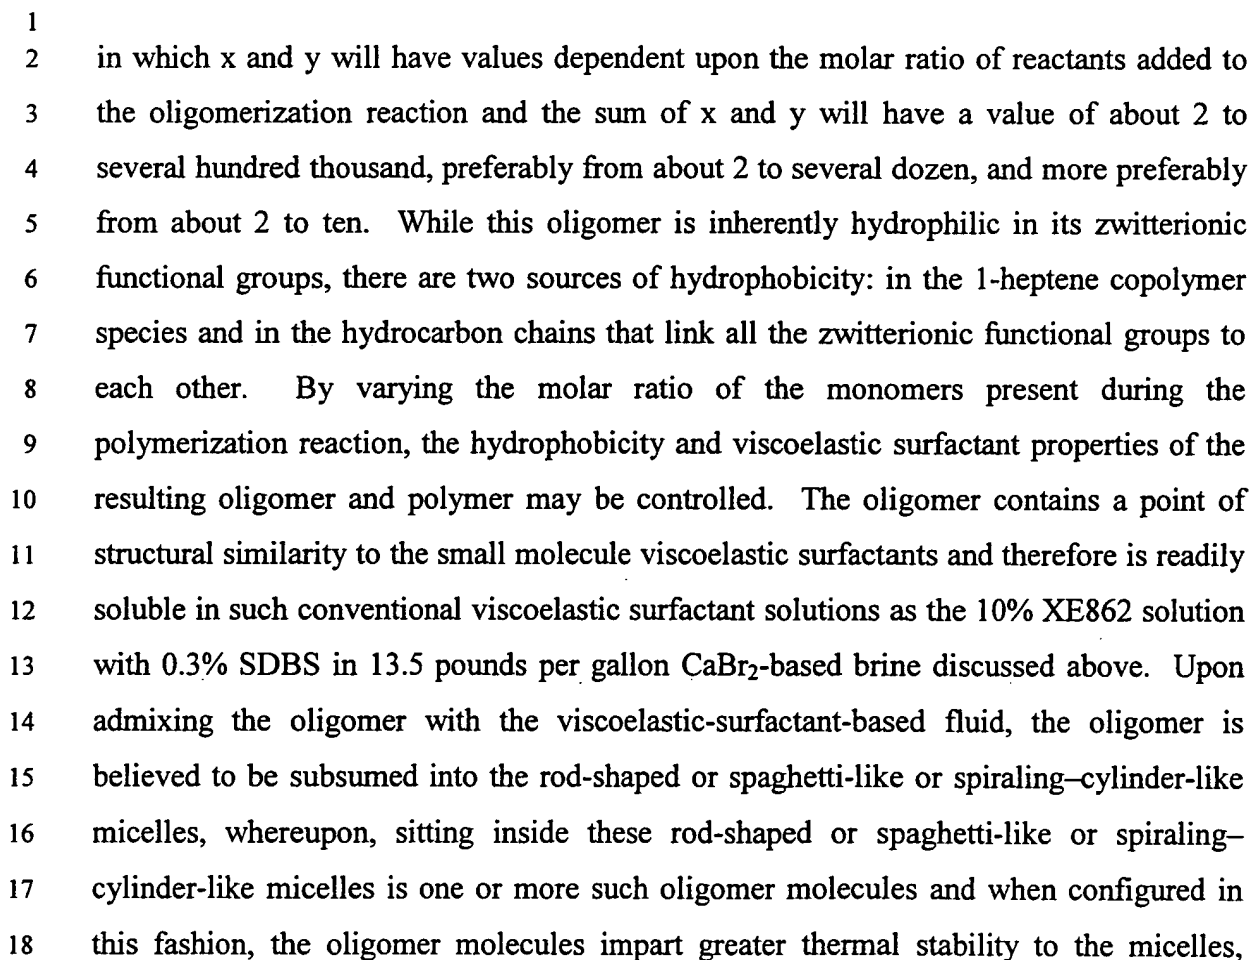 1
2 in which x and y will have values dependent upon the molar ratio of reactants added to
3 the oligomerization reaction and the sum of x and y will have a value of about 2 to
4 several hundred thousand, preferably from about 2 to several dozen, and more preferably
5 from about 2 to ten. While this oligomer is inherently hydrophilic in its zwitterionic
6 functional groups, there are two sources of hydrophobicity: in the 1-heptene copolymer
7 species and in the hydrocarbon chains that link all the zwitterionic functional groups to
8 each other. By varying the molar ratio of the monomers present during the
9 polymerization reaction, the hydrophobicity and viscoelastic surfactant properties of the
10 resulting oligomer and polymer may be controlled. The oligomer contains a point of
11 structural similarity to the small molecule viscoelastic surfactants and therefore is readily
12 soluble in such conventional viscoelastic surfactant solutions as the 10% XE862 solution
13 with 0.3% SDBS in 13.5 pounds per gallon CaBr₂-based brine discussed above. Upon
14 admixing the oligomer with the viscoelastic-surfactant-based fluid, the oligomer is
15 believed to be subsumed into the rod-shaped or spaghetti-like or spiraling–cylinder-like
16 micelles, whereupon, sitting inside these rod-shaped or spaghetti-like or spiraling–
17 cylinder-like micelles is one or more such oligomer molecules and when configured in
18 this fashion, the oligomer molecules impart greater thermal stability to the micelles,